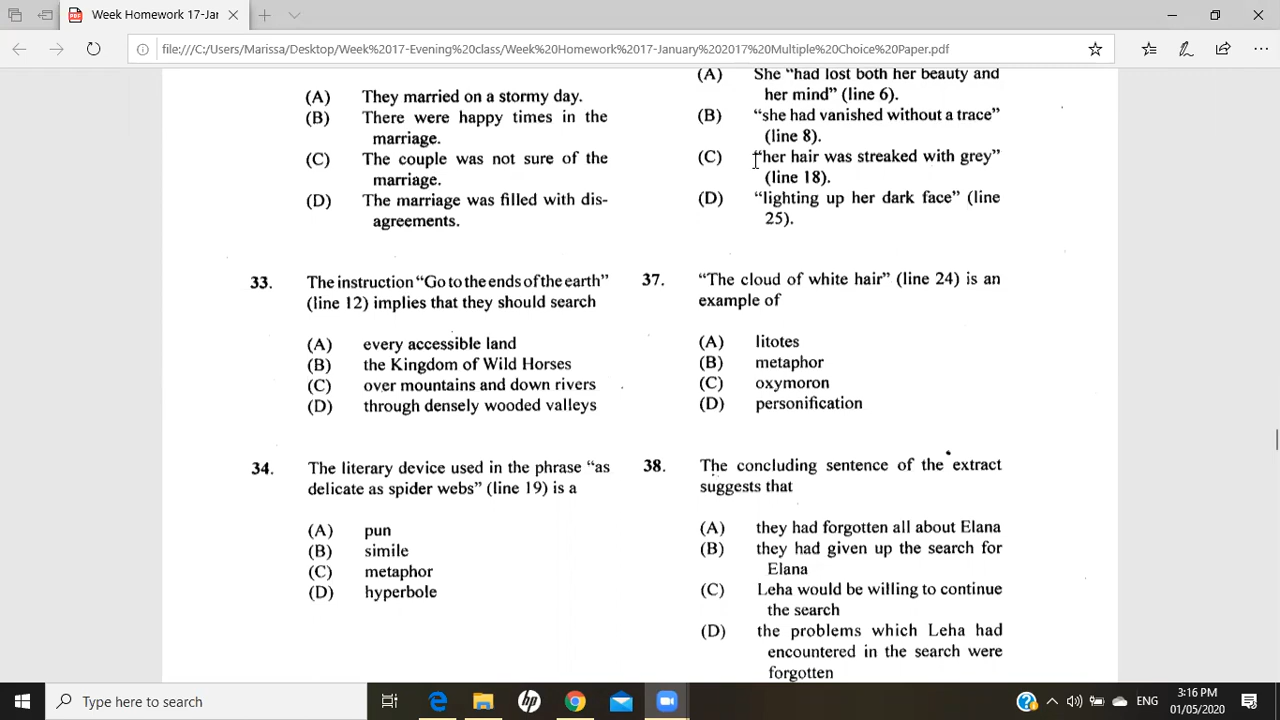 Week Homework 17-Jan
file:///C:/Users/Marissa/Desktop/Week%2017-Evening%20class/Week%20Homework%2017-January%202017%20Multiple%20Choice%20Paper.pdf
(A) They married on a stormy day.
(B) There were happy times in the
marriage.
(C) The couple was not sure of the
marriage.
(D) The marriage was filled with dis-
agreements.
33. The instruction “Go to the ends of the earth”
(line 12) implies that they should search
(A) every accessible land
(B) the Kingdom of Wild Horses
(C) over mountains and down rivers
(D) through densely wooded valleys
34. The literary device used in the phrase “as
delicate as spider webs” (line 19) is a
(A) pun
(B) simile
(C) metaphor
(D) hyperbole
(A) She “had lost both her beauty and
her mind” (line 6).
(B) “she had vanished without a trace”
(line 8).
(C) “her hair was streaked with grey”
(line 18).
(D) “lighting up her dark face” (line
25).
37. “The cloud of white hair” (line 24) is an
example of
(A) litotes
(B) metaphor
(C) oxymoron
(D) personification
38. The concluding sentence of the extract
suggests that
(A) they had forgotten all about Elana
(B) they had given up the search for
Elana
(C) Leha would be willing to continue
the search
(D) the problems which Leha had
encountered in the search were
forgotten
Type here to search
hp
ENG
3:16 PM
01/05/2020